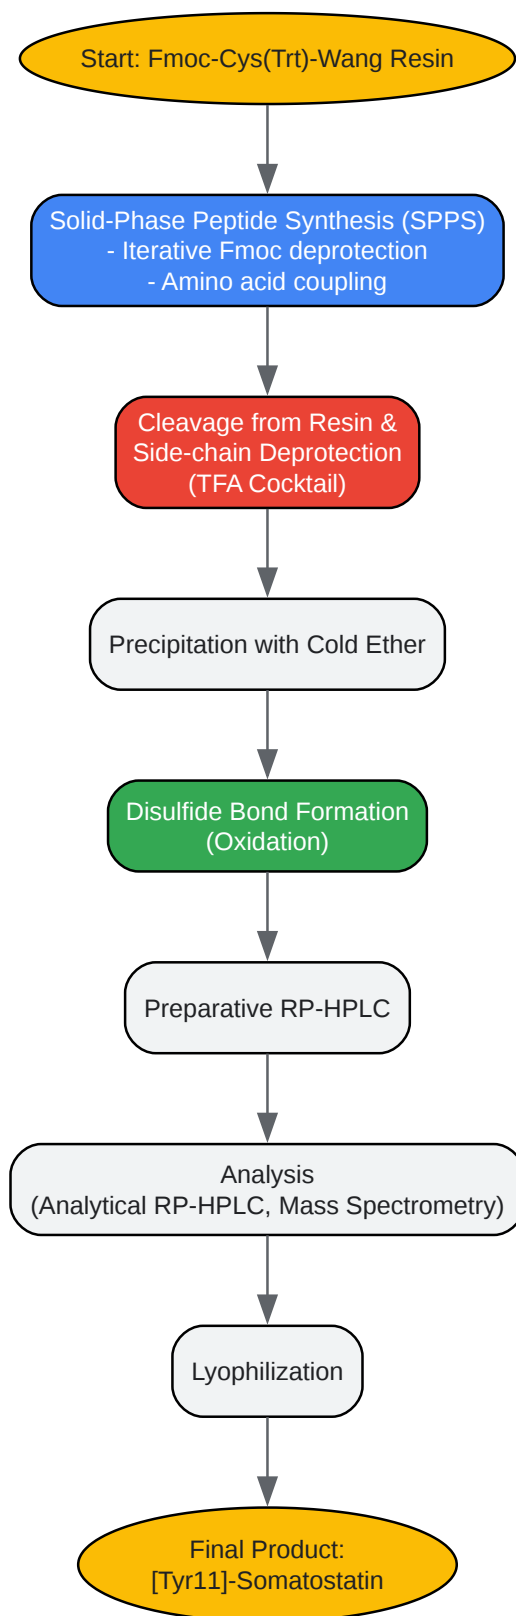 Start: Fmoc-Cys(Trt)-Wang Resin
Solid-Phase Peptide Synthesis (SPPS)
- Iterative Fmoc deprotection
- Amino acid coupling
Cleavage from Resin &
Side-chain Deprotection
(TFA Cocktail)
Precipitation with Cold Ether
Disulfide Bond Formation
(Oxidation)
Preparative RP-HPLC
Analysis
(Analytical RP-HPLC, Mass Spectrometry)
Lyophilization
Final Product:
[Tyr11]-Somatostatin